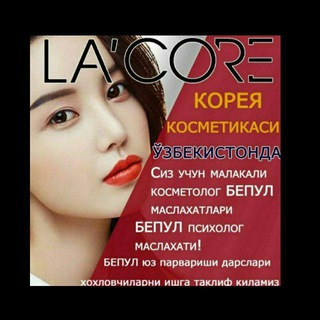 LA'CORE
КОРЕЯ
КОСМЕТИКАСИ
ЎЗБЕКИСТОНДА
Сиз учун малакали
косметолог БЕПУЛ
маслахатлари
БЕПУЛ психолог
маслахати!
БЕПУЛ юз парвариши дарслари
хохловчиларни ишга таклиф киламиз